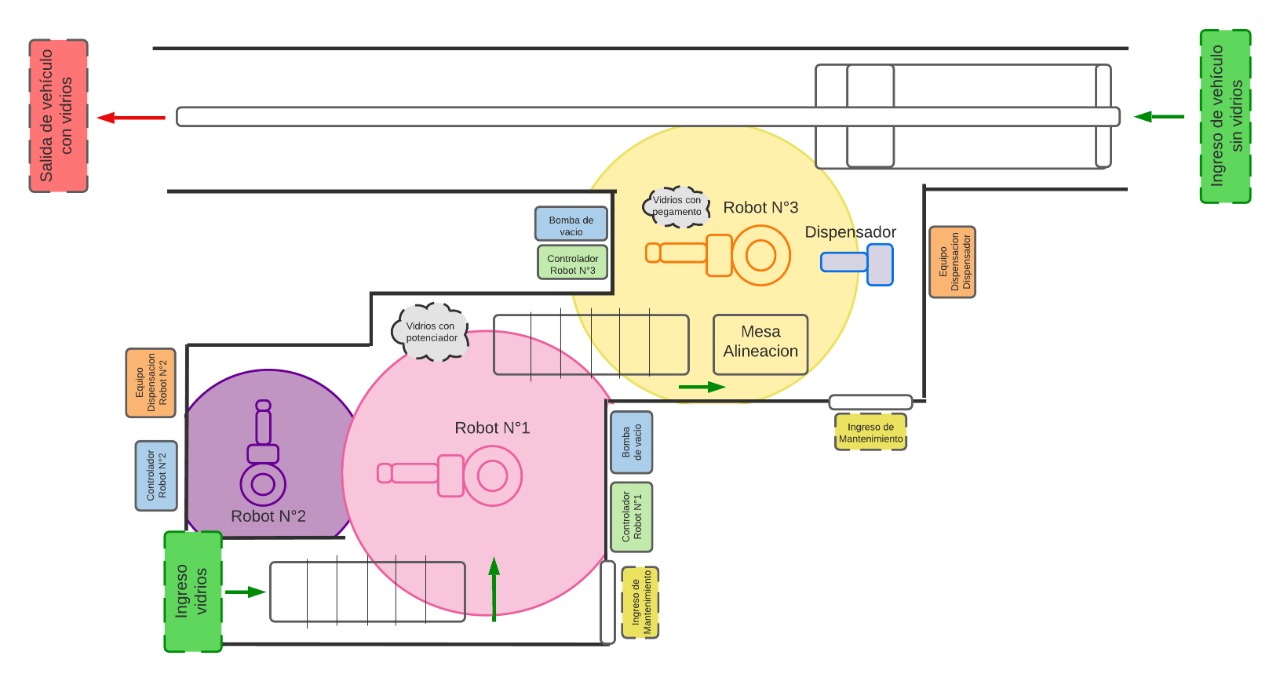 Salida de vehículo
con vidrios
Ingreso de vehículo
sin vidrios
Vidrios con
pegamento
Robot N°3
Dispensador
Bomba de
vacio
Controlador
Robot N°3
Equipo
Dispensacion
Dispensador
Vidrios con
potenciador
Mesa
Alineacion
Equipo
Dispensacion
Robot N°2
Controlador
Robot N°2
Robot N°2
Robot N°1
Bomba
de vacio
Controlador
Robot N°1
Ingreso de
Mantenimiento
Ingreso
vidrios
Ingreso de
Mantenimiento